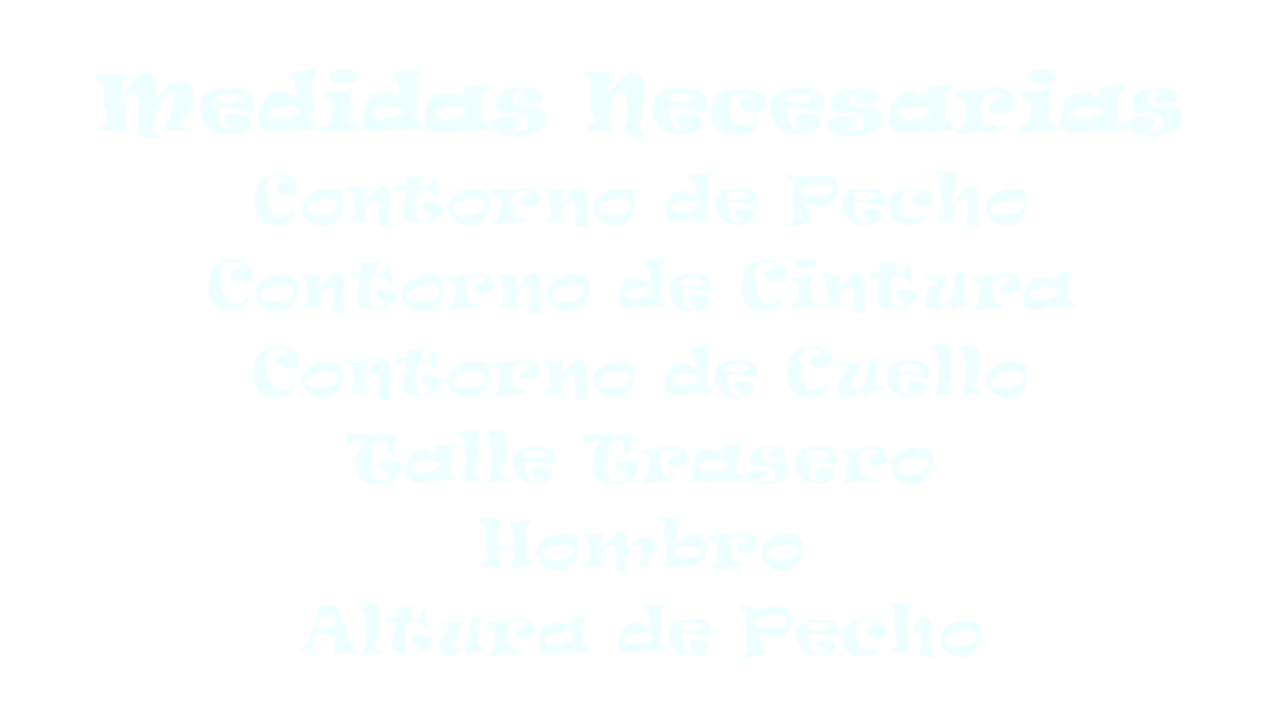 Medidas Necesarias
Contorno de Pecho
Contorno de Cintura
Contorno de Cuello
Talle Trasero
Hombro
Altura de Pecho